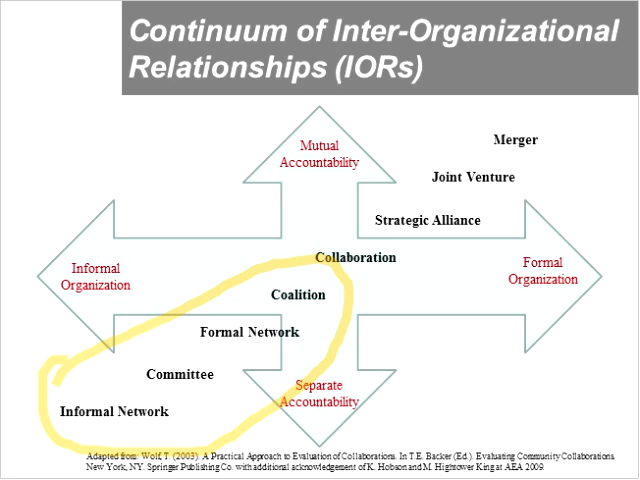 Continuum of Inter-Organizational
Relationships (IORs)
Merger
Mutual
Accountability
Joint Venture
Strategic Alliance
Collaboration
Informal
Organization
Formal
Organization
Coalition
Formal Network
Committee
Separate
Accountability
Informal Network
Adapted from: Wolf, T. (2003). A Practical Approach to Evaluation of Collaborations. In T.E. Backer (Ed.). Evaluating Community Collaborations.
New York, NY. Springer Publishing Co. with additional acknowledgement of K. Hobson and M. Hightower King at AEA 2009.